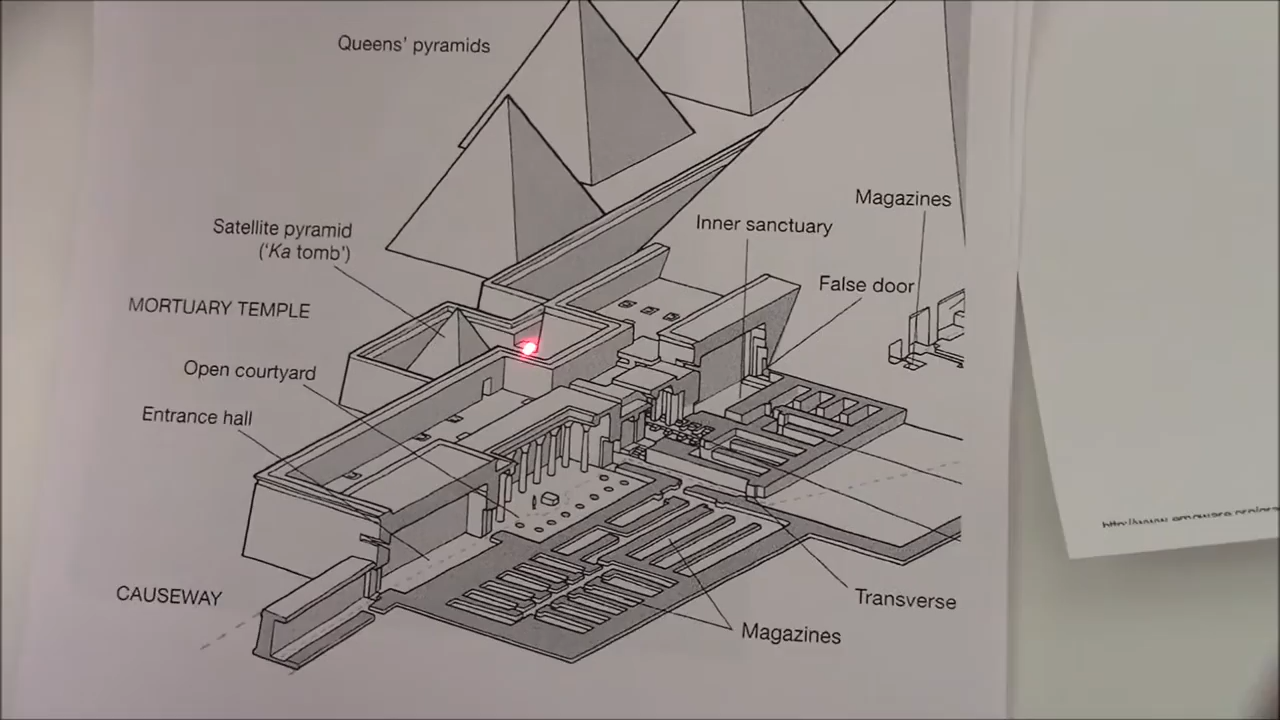 Queens' pyramids
Magazines
Satellite pyramid
('Ka tomb')
Inner sanctuary
False door
MORTUARY TEMPLE
Open courtyard
Entrance hall
CAUSEWAY
Transverse
Magazines